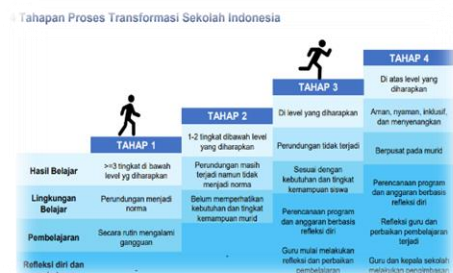 4 Tahapan Proses Transformasi Sekolah Indonesia
TAHAP 4
Di atas level yang
diharapkan
TAHAP 3
Aman, nyaman, inklusif,
dan menyenangkan
TAHAP 2
Di level yang diharapkan
TAHAP 1
1-2 tingkat dibawah level
yang diharapkan
Perundungan tidak terjadi
Berpusat pada murid
Hasil Belajar
>=3 tingkat di bawah
level yg diharapkan
Perundungan masih
terjadi namun tidak
menjadi norma
Sesuai dengan
kebutuhan dan tingkat
kemampuan siswa
Perencanaan program
dan anggaran berbasis
refleksi diri
Lingkungan
Belajar
Perundungan menjadi
norma
Belum memperhatikan
kebutuhan dan tingkat
kemampuan murid
Perencanaan program
dan anggaran berbasis
refleksi diri
Refleksi guru dan
perbaikan pembelajaran
terjadi
Pembelajaran
Secara rutin mengalami
gangguan
-
Guru mulai melakukan
refleksi dan perbaikan
pembelajaran
Guru dan kepala sekolah
melakukan pengimbasan
Refleksi diri dan
-